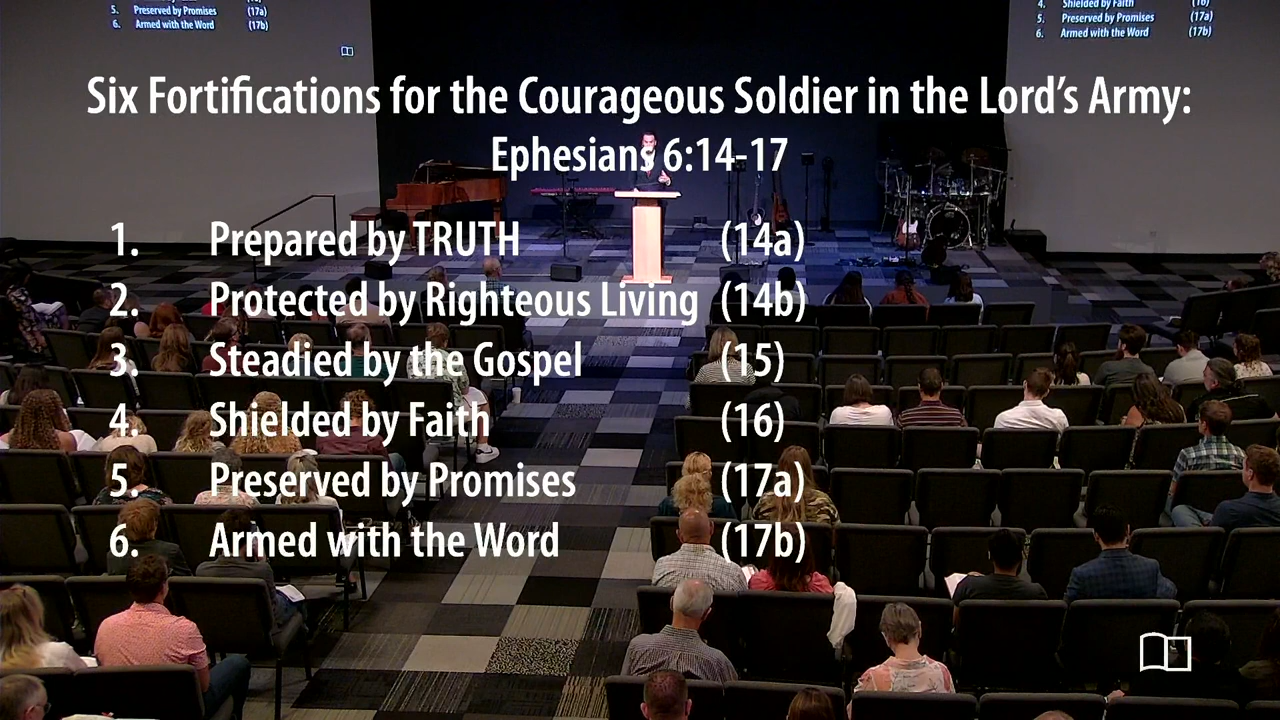 5. Preserved by Promises (17a)
6. Armed with the Word (17b)
4. Shielded by Faith (16)
5. Preserved by Promises (17a)
6. Armed with the Word (17b)
Six Fortifications for the Courageous Soldier in the Lord's Army:
Ephesians 6:14-17
1. Prepared by TRUTH (14a)
2. Protected by Righteous Living (14b)
3. Steadied by the Gospel (15)
4. Shielded by Faith (16)
5. Preserved by Promises (17a)
6. Armed with the Word (17b)